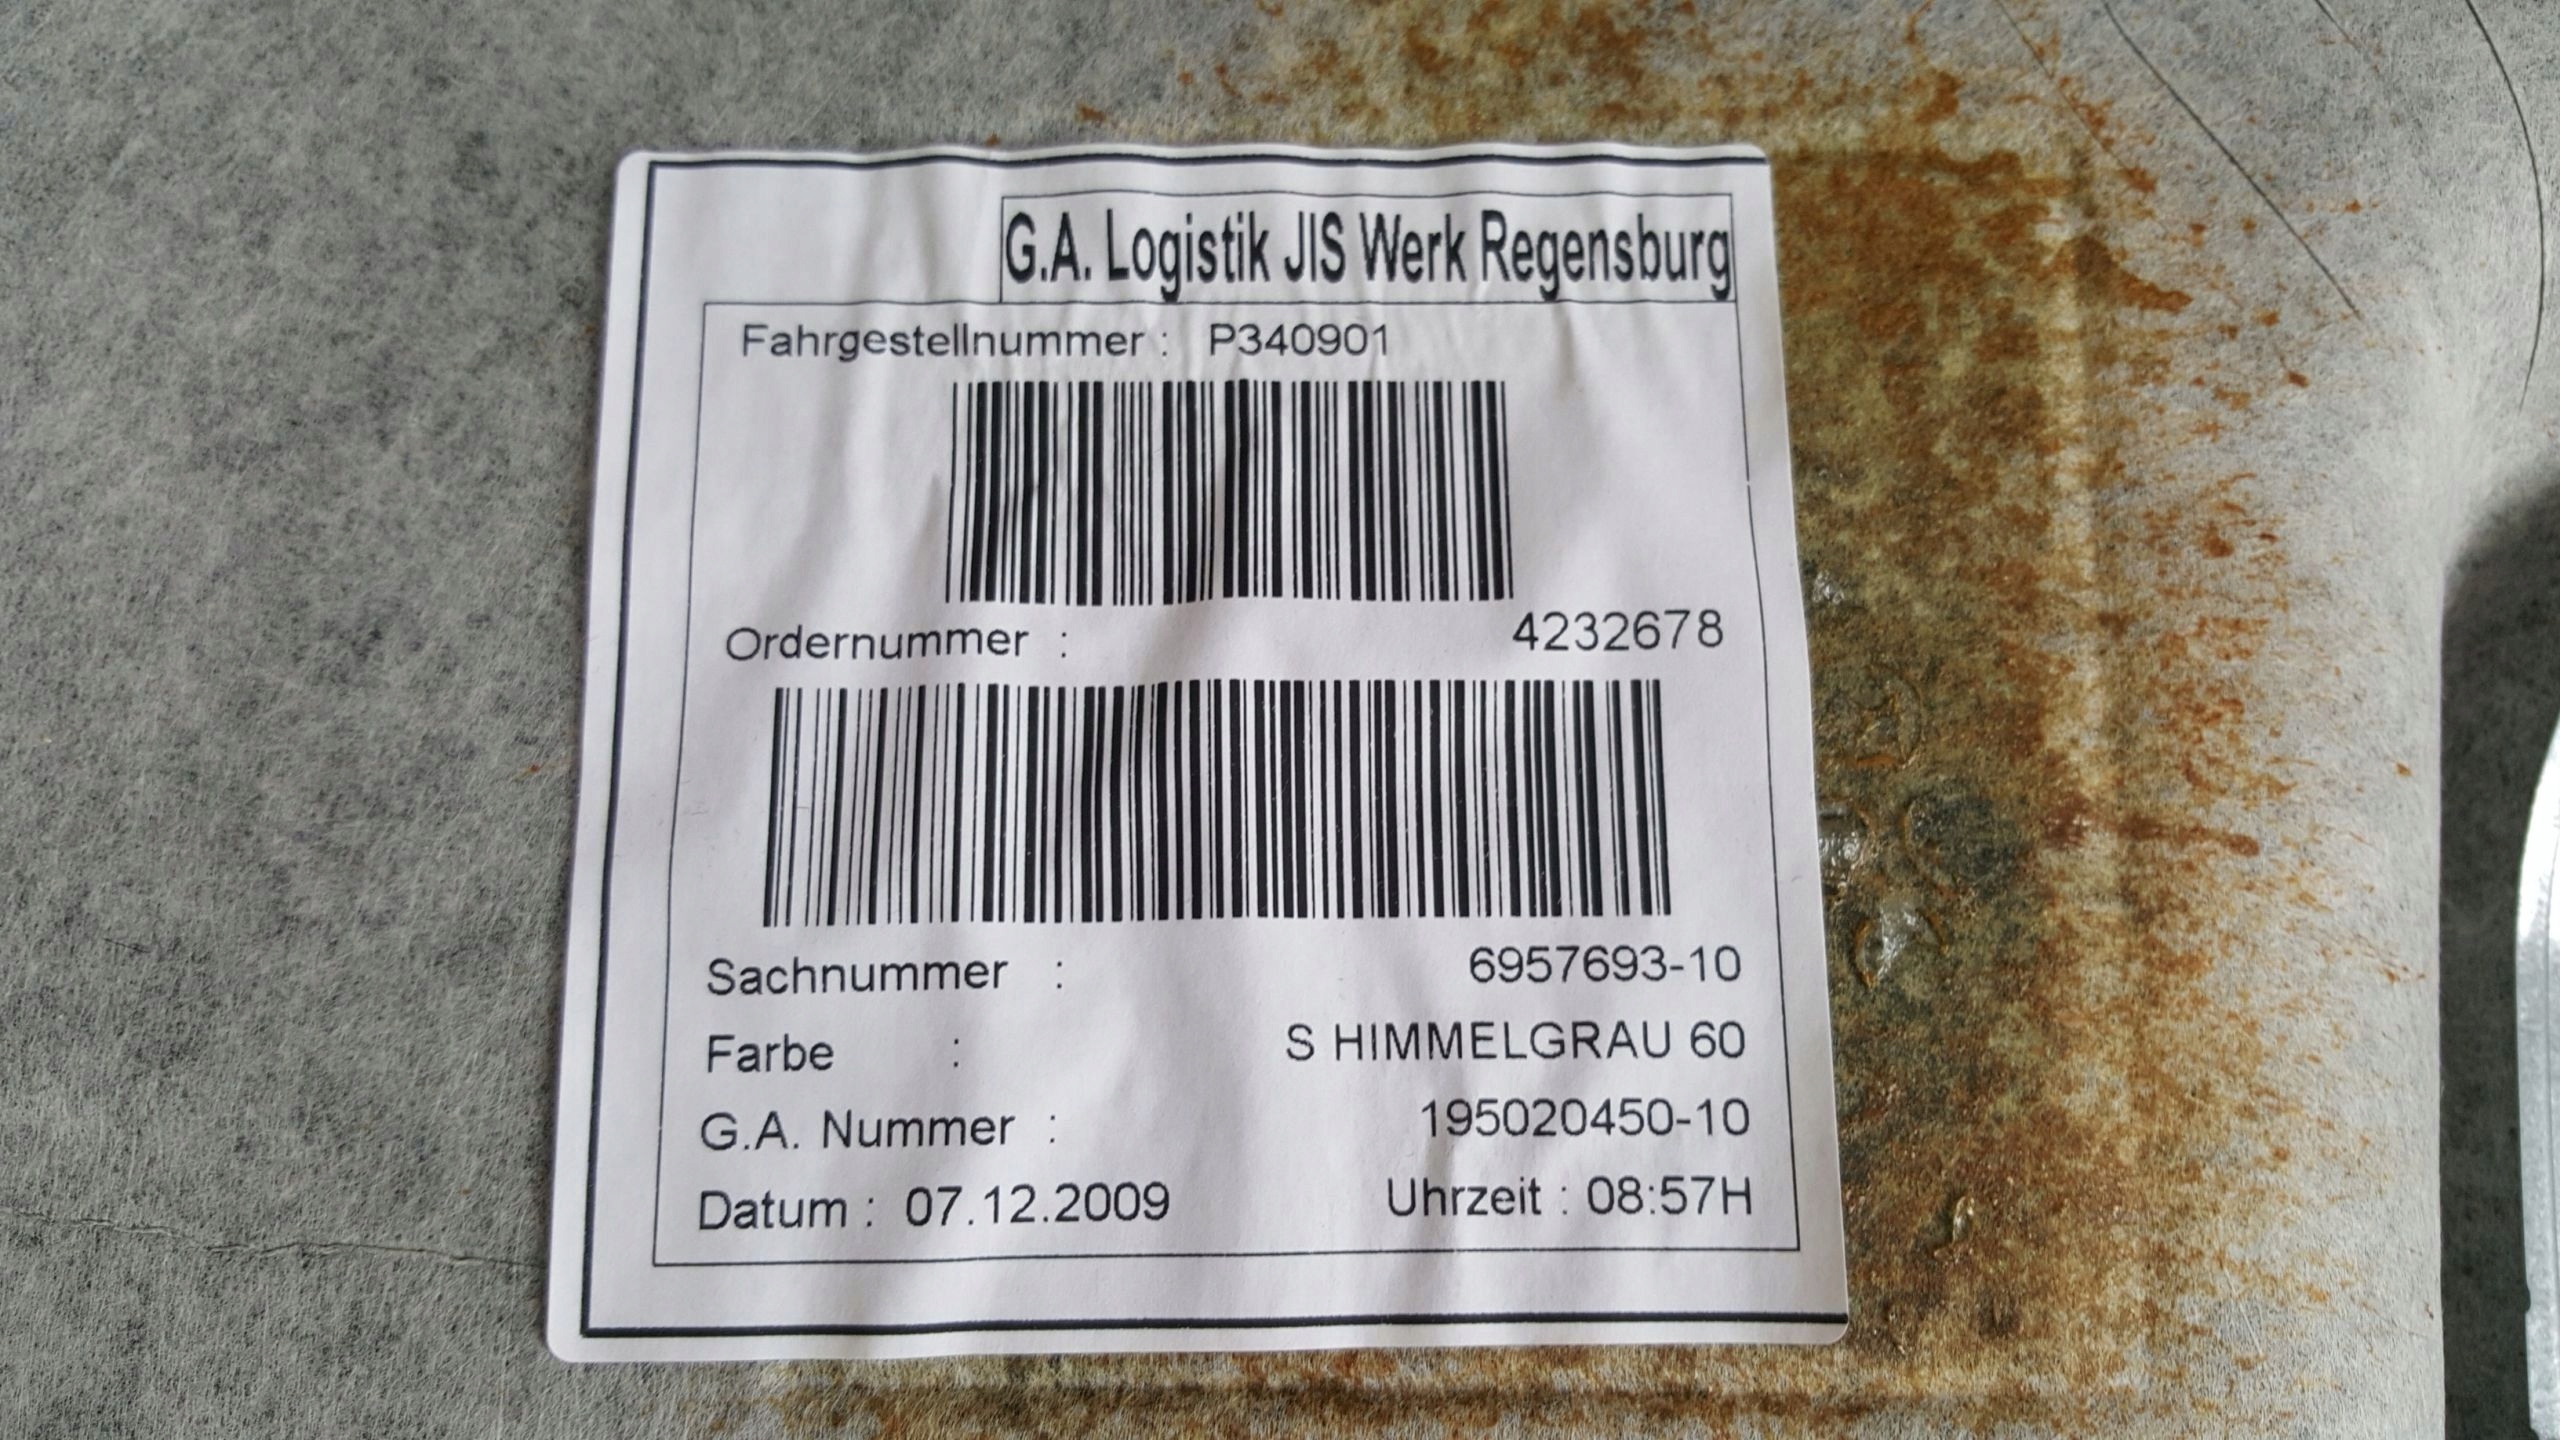 G.A. Logistik JIS Werk Regensburg
Fahrgestellnummer : P340901
Ordernummer : 4232678
Sachnummer : 6957693-10
Farbe : S HIMMELGRAU 60
G.A. Nummer : 195020450-10
Datum : 07.12.2009 Uhrzeit : 08:57H